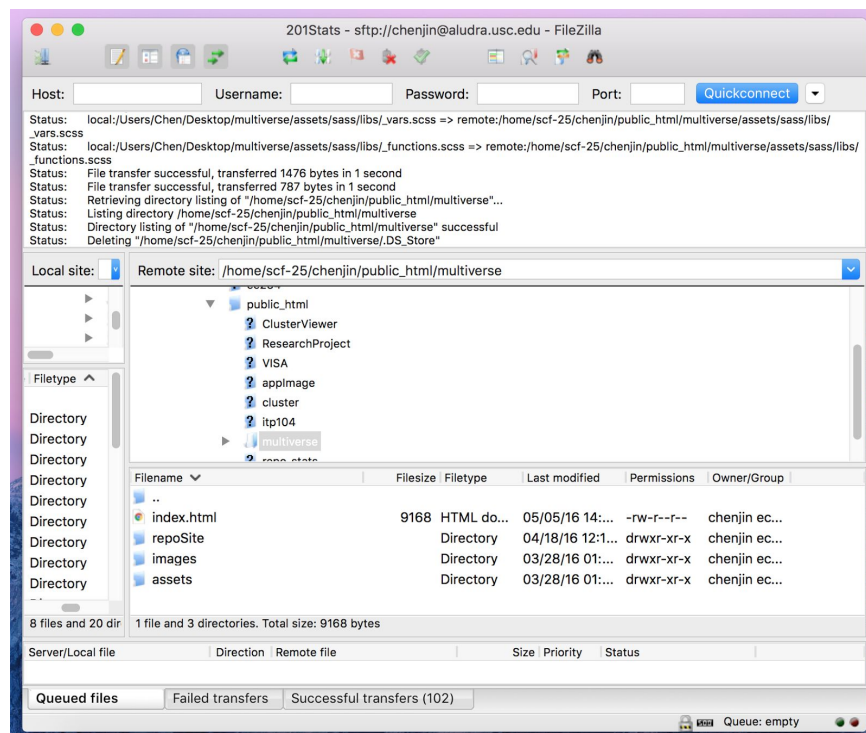 201Stats - sftp://chenjin@aludra.usc.edu - FileZilla
Host: Username: Password: Port: Quickconnect
Status: local:/Users/Chen/Desktop/multiverse/assets/sass/libs/_vars.scss => remote:/home/scf-25/chenjin/public_html/multiverse/assets/sass/libs/
_vars.scss
Status: local:/Users/Chen/Desktop/multiverse/assets/sass/libs/_functions.scss => remote:/home/scf-25/chenjin/public_html/multiverse/assets/sass/libs/
_functions.scss
Status: File transfer successful, transferred 1476 bytes in 1 second
Status: File transfer successful, transferred 787 bytes in 1 second
Status: Retrieving directory listing of "/home/scf-25/chenjin/public_html/multiverse"...
Status: Listing directory /home/scf-25/chenjin/public_html/multiverse
Status: Directory listing of "/home/scf-25/chenjin/public_html/multiverse" successful
Status: Deleting "/home/scf-25/chenjin/public_html/multiverse/.DS_Store"
Local site: Remote site: /home/scf-25/chenjin/public_html/multiverse
public_html
ClusterViewer
ResearchProject
VISA
appImage
cluster
itp104
multiverse
Filetype
Directory
Directory
Directory
Directory
Directory
Directory
Directory
Directory
Directory
8 files and 20 dir
Filename Filesize Filetype Last modified Permissions Owner/Group
..
index.html 9168 HTML do... 05/05/16 14:... -rw-r--r-- chenjin ec...
repoSite Directory 04/18/16 12:1... drwxr-xr-x chenjin ec...
images Directory 03/28/16 01:... drwxr-xr-x chenjin ec...
assets Directory 03/28/16 01:... drwxr-xr-x chenjin ec...
1 file and 3 directories. Total size: 9168 bytes
Server/Local file Direction Remote file Size Priority Status
Queued files Failed transfers Successful transfers (102)
Queue: empty